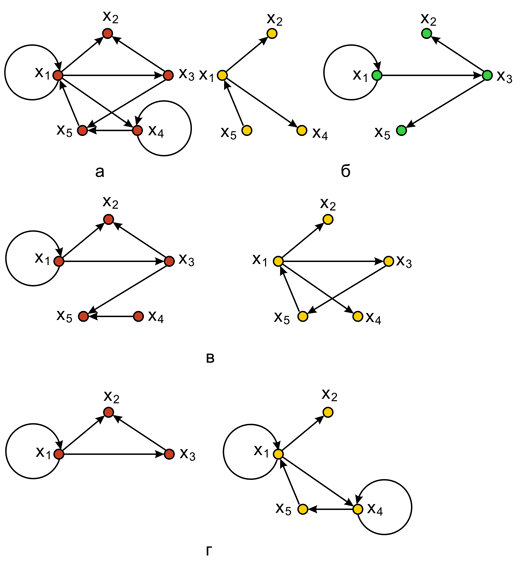 x₂ x₂ x₂
x₁ x₃ x₁ x₁ x₃
x₅ x₄ x₅ x₄ x₅
а б
x₂ x₂
x₁ x₃ x₁ x₃
x₅ x₄ x₅ x₄
в
x₂ x₂
x₁ x₃ x₁
x₅ x₄
г